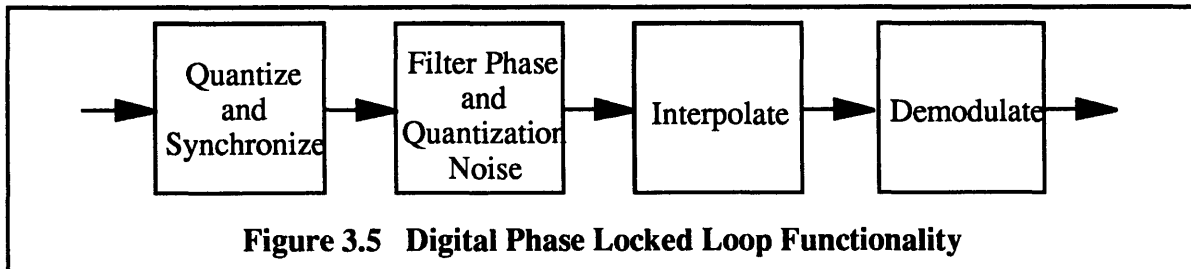 Quantize
and
Synchronize
Filter Phase
and
Quantization
Noise
Interpolate
Demodulate
Figure 3.5 Digital Phase Locked Loop Functionality